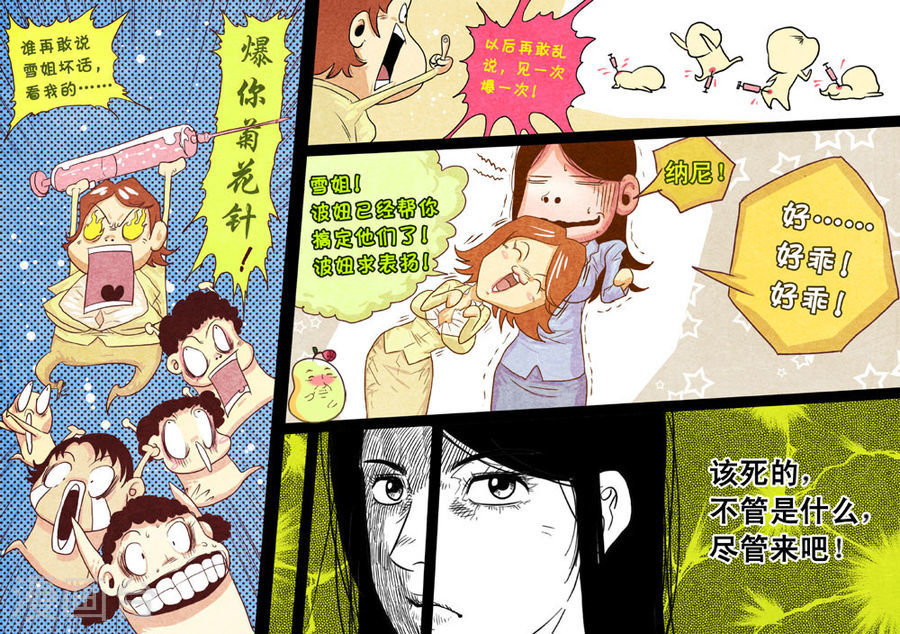 谁再敢说
雪姐坏话，
看我的……
爆你菊花针！
以后再敢乱
说，见一次
爆一次！
雪姐！
波妞已经帮你
搞定他们了！
波妞求表扬！
纳尼！
好……
好乖！
好乖！
该死的，
不管是什么，
尽管来吧！
漫画